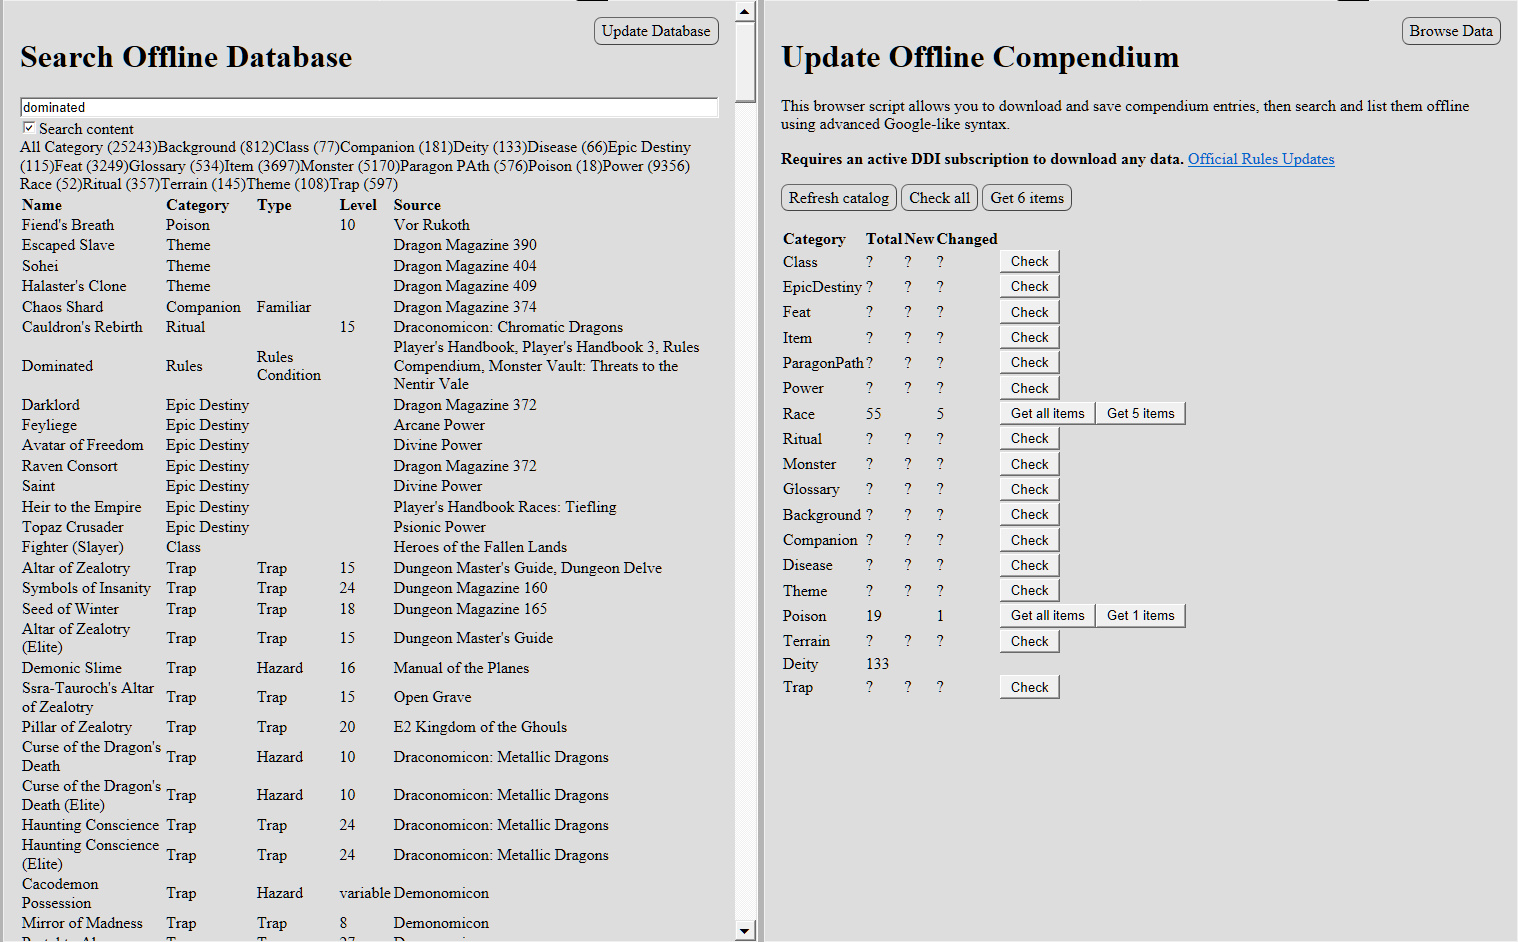 Update Database
Search Offline Database
dominated
Search content
All Category (25243)Background (812)Class (77)Companion (181)Deity (133)Disease (66)Epic Destiny
(115)Feat (3249)Glossary (534)Item (3697)Monster (5170)Paragon PAth (576)Poison (18)Power (9356)
Race (52)Ritual (357)Terrain (145)Theme (108)Trap (597)
Name Category Type Level Source
Fiend's Breath Poison 10 Vor Rukoth
Escaped Slave Theme Dragon Magazine 390
Sohei Theme Dragon Magazine 404
Halaster's Clone Theme Dragon Magazine 409
Chaos Shard Companion Familiar Dragon Magazine 374
Cauldron's Rebirth Ritual 15 Draconomicon: Chromatic Dragons
Dominated Rules Rules Condition Player's Handbook, Player's Handbook 3, Rules
Compendium, Monster Vault: Threats to the
Nentir Vale
Darklord Epic Destiny Dragon Magazine 372
Feyliege Epic Destiny Arcane Power
Avatar of Freedom Epic Destiny Divine Power
Raven Consort Epic Destiny Dragon Magazine 372
Saint Epic Destiny Divine Power
Heir to the Empire Epic Destiny Player's Handbook Races: Tiefling
Topaz Crusader Epic Destiny Psionic Power
Fighter (Slayer) Class Heroes of the Fallen Lands
Altar of Zealotry Trap Trap 15 Dungeon Master's Guide, Dungeon Delve
Symbols of Insanity Trap Trap 24 Dungeon Magazine 160
Seed of Winter Trap Trap 18 Dungeon Magazine 165
Altar of Zealotry
(Elite) Trap Trap 15 Dungeon Master's Guide
Demonic Slime Trap Hazard 16 Manual of the Planes
Ssra-Tauroch's Altar
of Zealotry Trap Trap 15 Open Grave
Pillar of Zealotry Trap Trap 20 E2 Kingdom of the Ghouls
Curse of the Dragon's
Death Trap Hazard 10 Draconomicon: Metallic Dragons
Curse of the Dragon's
Death (Elite) Trap Hazard 10 Draconomicon: Metallic Dragons
Haunting Conscience Trap Trap 24 Draconomicon: Metallic Dragons
Haunting Conscience
(Elite) Trap Trap 24 Draconomicon: Metallic Dragons
Cacodemon
Possession Trap Hazard variable Demonomicon
Mirror of Madness Trap Trap 8 Demonomicon
Browse Data
Update Offline Compendium
This browser script allows you to download and save compendium entries, then search and list them offline
using advanced Google-like syntax.
Requires an active DDI subscription to download any data. Official Rules Updates
Refresh catalog Check all Get 6 items
Category Total New Changed
Class ? ? ? Check
EpicDestiny ? ? ? Check
Feat ? ? ? Check
Item ? ? ? Check
ParagonPath ? ? ? Check
Power ? ? ? Check
Race 55 5 Get all items Get 5 items
Ritual ? ? ? Check
Monster ? ? ? Check
Glossary ? ? ? Check
Background ? ? ? Check
Companion ? ? ? Check
Disease ? ? ? Check
Theme ? ? ? Check
Poison 19 1 Get all items Get 1 items
Terrain ? ? ? Check
Deity 133
Trap ? ? ? Check